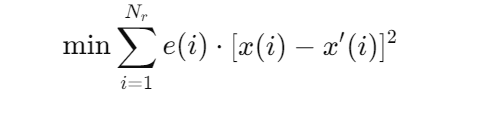 min ∑_{i=1}^{N_r} e(i) · [x(i) − x′(i)]²